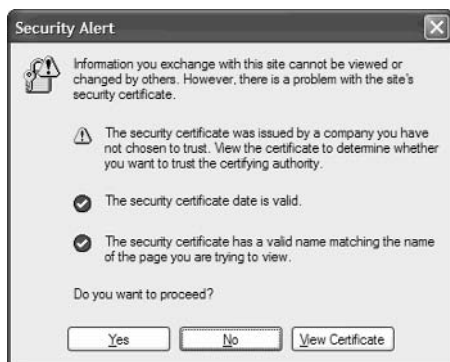 Security Alert
Information you exchange with this site cannot be viewed or
changed by others. However, there is a problem with the site's
security certificate.
The security certificate was issued by a company you have
not chosen to trust. View the certificate to determine whether
you want to trust the certifying authority.
The security certificate date is valid.
The security certificate has a valid name matching the name
of the page you are trying to view.
Do you want to proceed?
Yes No View Certificate